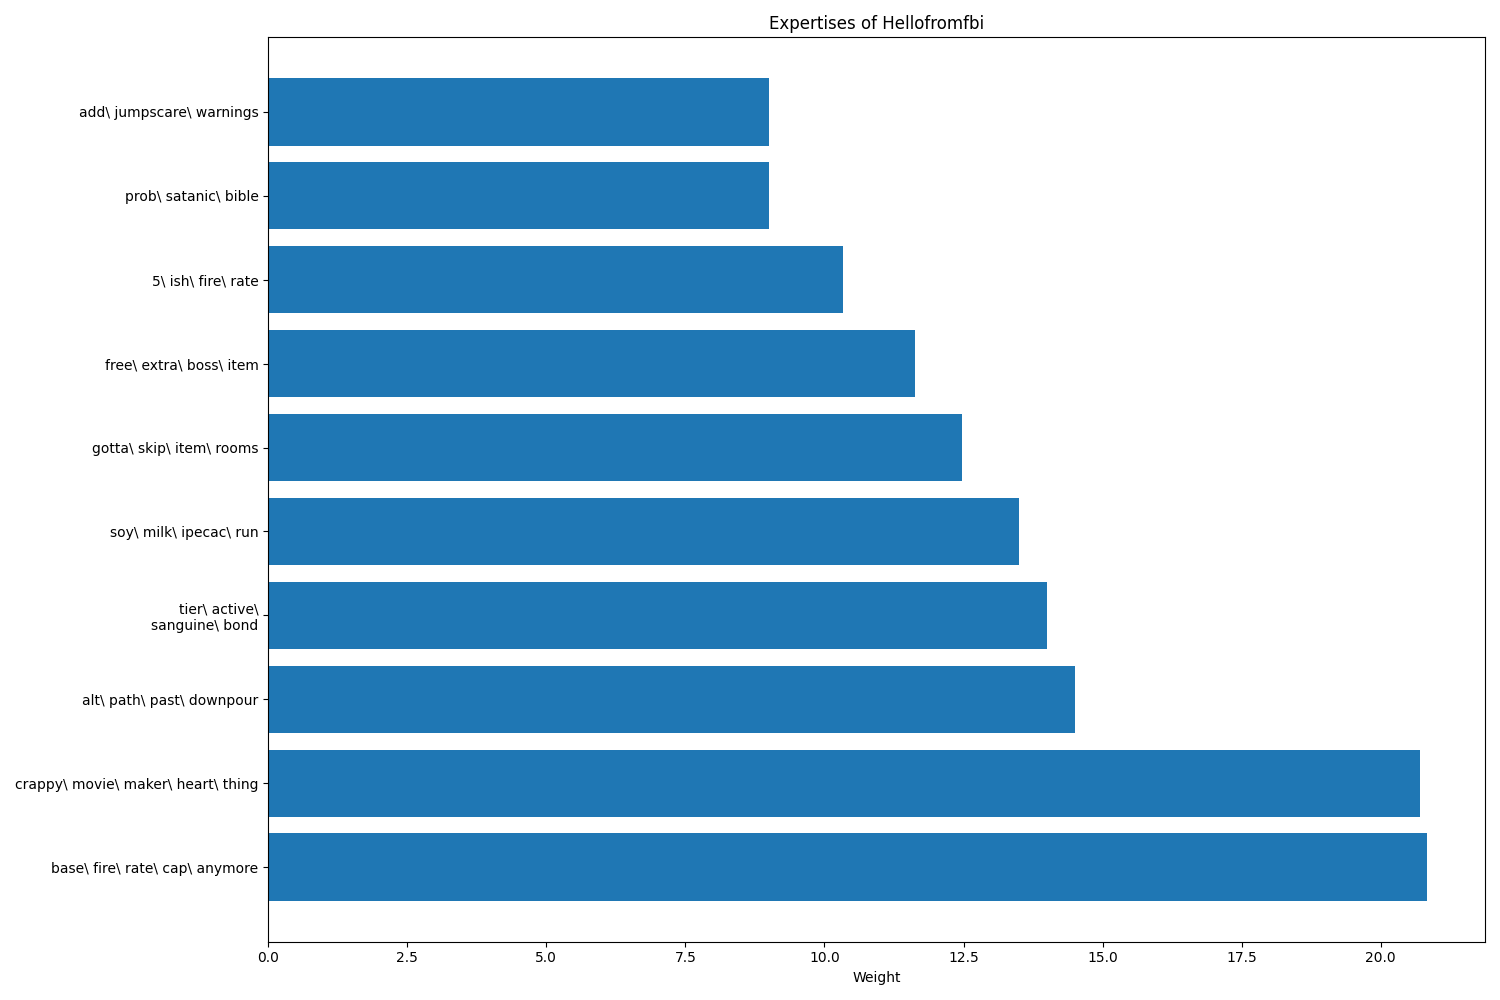 Expertises of Hellofromfbi
add\ jumpscare\ warnings
prob\ satanic\ bible
5\ ish\ fire\ rate
free\ extra\ boss\ item
gotta\ skip\ item\ rooms
soy\ milk\ ipecac\ run
tier\ active\
sanguine\ bond
alt\ path\ past\ downpour
crappy\ movie\ maker\ heart\ thing
base\ fire\ rate\ cap\ anymore
0.0 2.5 5.0 7.5 10.0 12.5 15.0 17.5 20.0
Weight